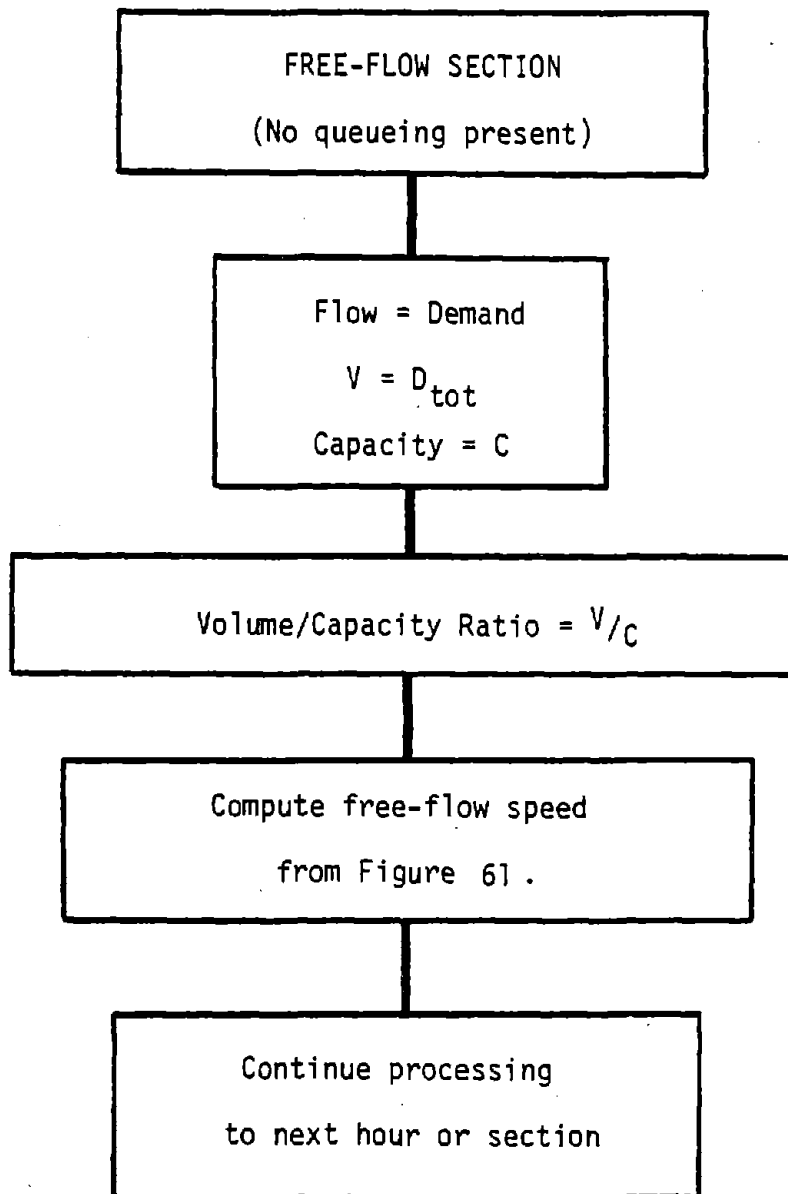 FREE-FLOW SECTION
(No queueing present)
Flow = Demand
V = D_tot
Capacity = C
Volume/Capacity Ratio = V/C
Compute free-flow speed
from Figure 61.
Continue processing
to next hour or section